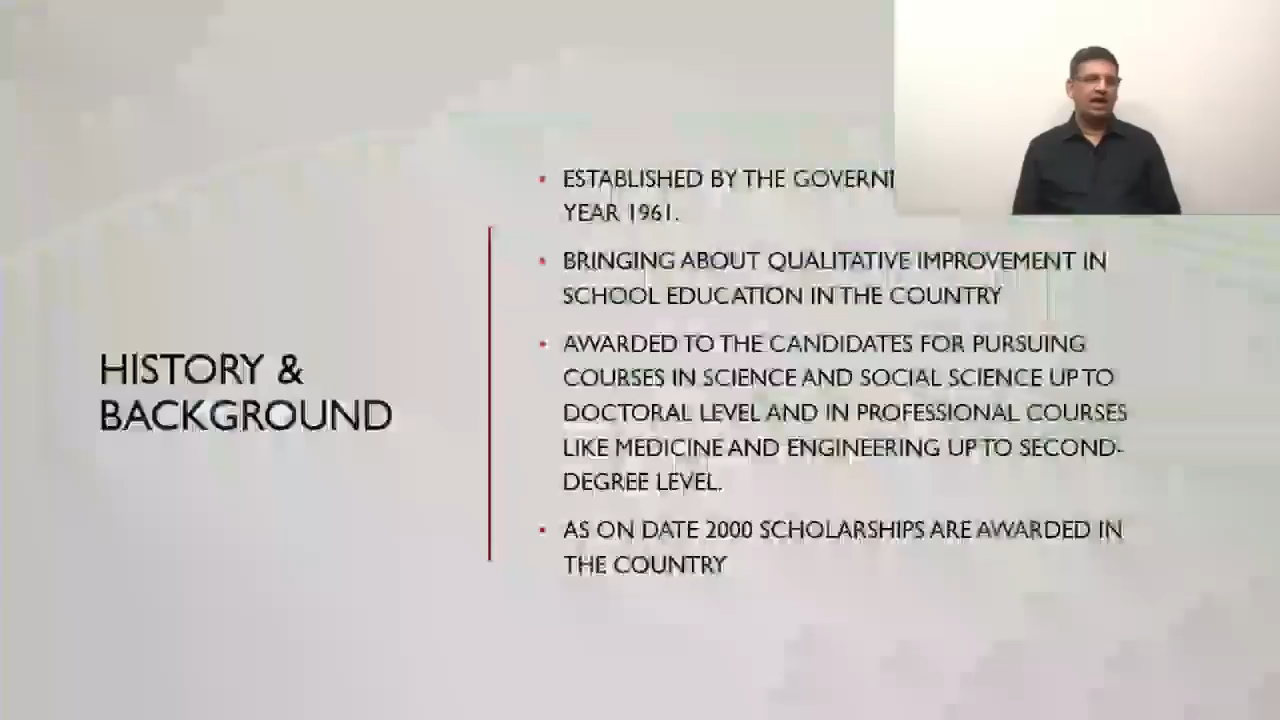 HISTORY &
BACKGROUND
ESTABLISHED BY THE
YEAR 1961.
BRINGING ABOUT QUALITATIVE IMPROVEMENT IN
SCHOOL EDUCATION IN THE COUNTRY
AWARDED TO THE CANDIDATES FOR PURSUING
COURSES IN SCIENCE AND SOCIAL SCIENCE UP TO
DOCTORAL LEVEL AND IN PROFESSIONAL COURSES
LIKE MEDICINE AND ENGINEERING UP TO SECOND-
DEGREE LEVEL.
AS ON DATE 2000 SCHOLARSHIPS ARE AWARDED IN
THE COUNTRY